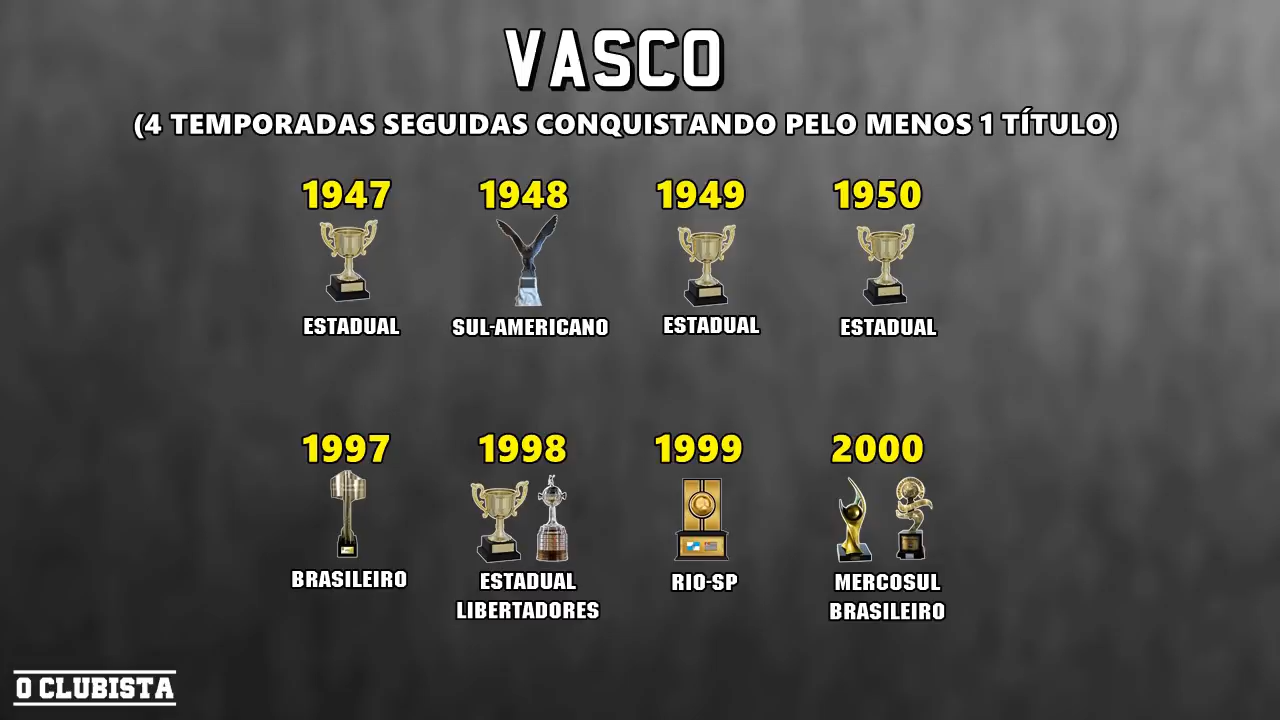 VASCO
(4 TEMPORADAS SEGUIDAS CONQUISTANDO PELO MENOS 1 TÍTULO)
1947 1948 1949 1950
ESTADUAL SUL-AMERICANO ESTADUAL ESTADUAL
1997 1998 1999 2000
BRASILEIRO ESTADUAL RIO-SP MERCOSUL
LIBERTADORES BRASILEIRO
O CLUBISTA